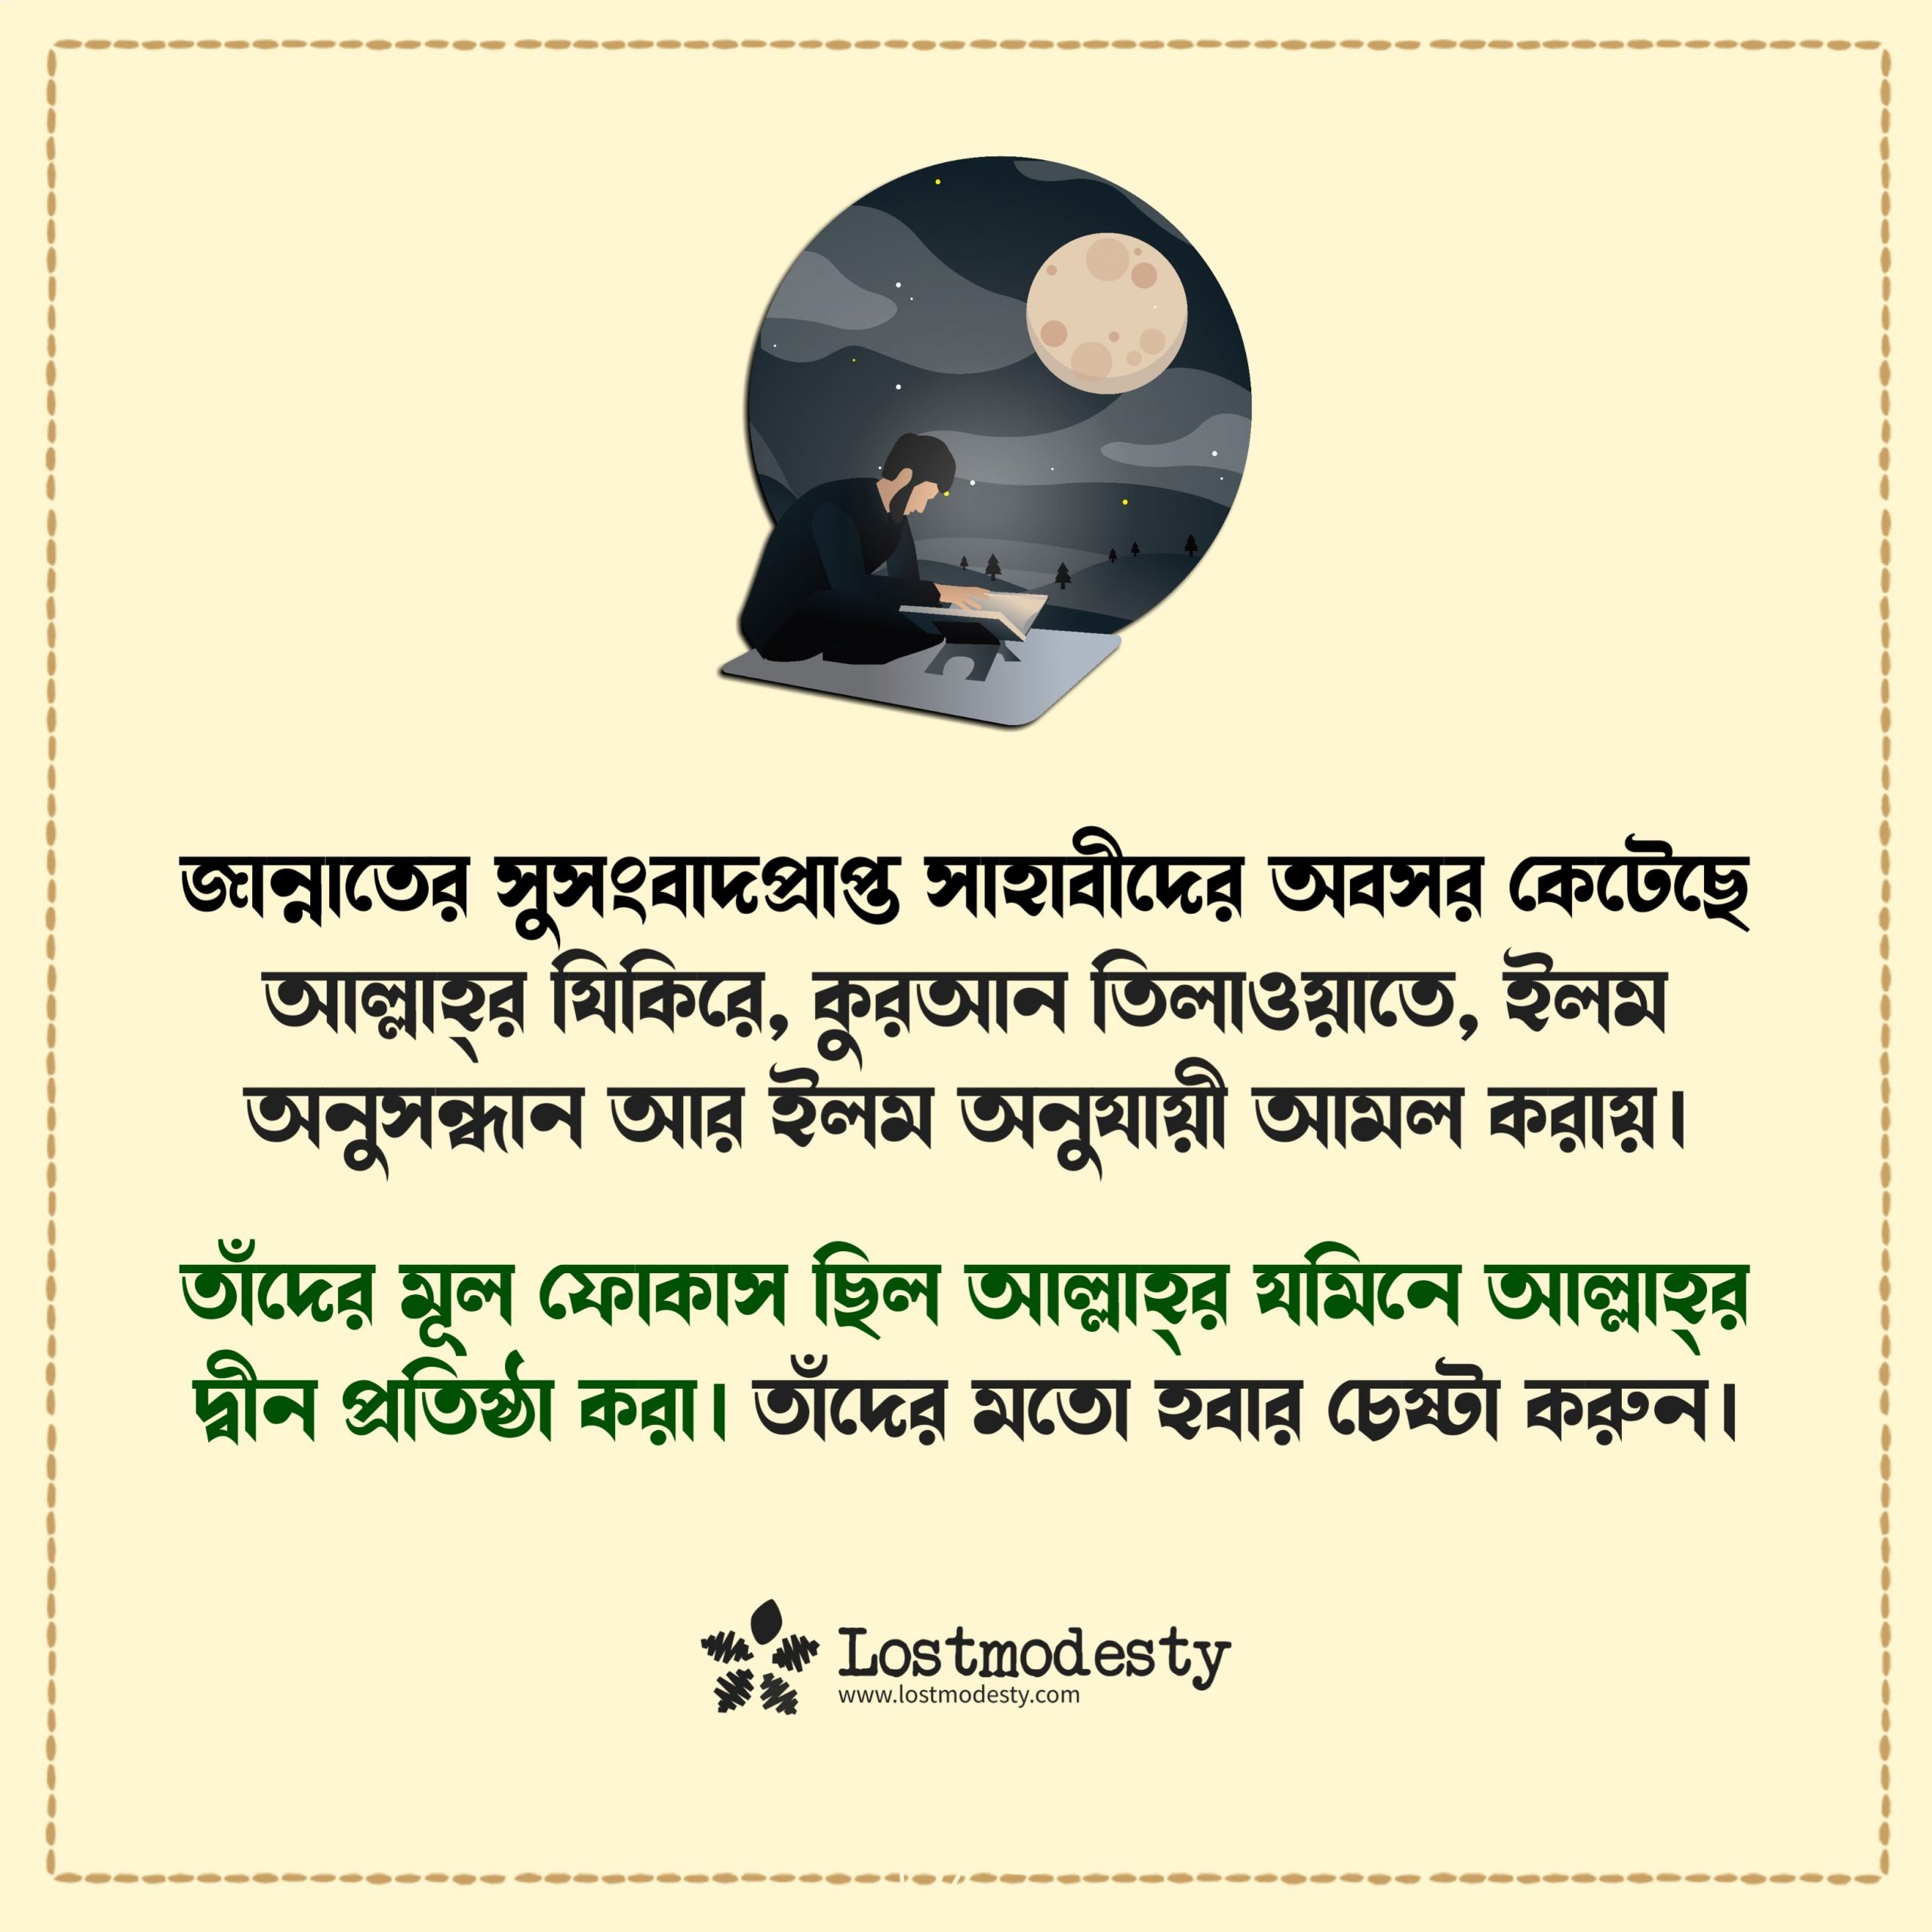 জান্নাতের সুসংবাদপ্রাপ্ত সাহাবীদের অবসর কেটেছে
আল্লাহ্‌র যিকিরে, কুরআন তিলাওয়াতে, ইলম
অনুসন্ধান আর ইলম অনুযায়ী আমল করায়।
তাঁদের মূল ফোকাস ছিল আল্লাহ্‌র যমিনে আল্লাহ্‌র
দ্বীন প্রতিষ্ঠা করা। তাঁদের মতো হবার চেষ্টা করুন।
Lostmodesty
www.lostmodesty.com